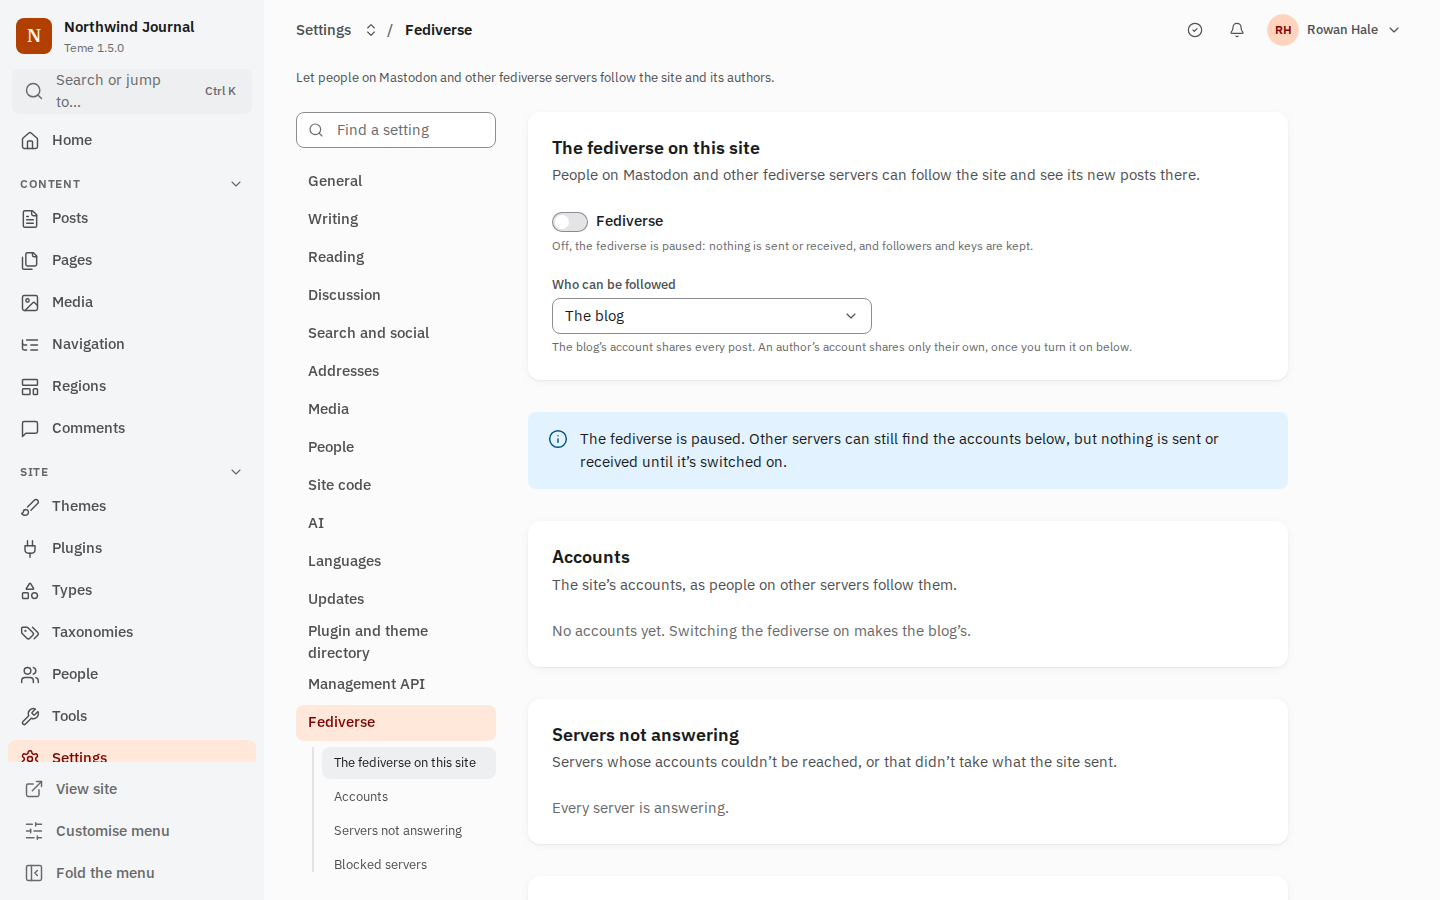 N
Northwind Journal
Teme 1.5.0
Search or jump
to...
Ctrl K
Home
CONTENT
Posts
Pages
Media
Navigation
Regions
Comments
SITE
Themes
Plugins
Types
Taxonomies
People
Tools
Settings
View site
Customise menu
Fold the menu
Settings / Fediverse
RH Rowan Hale
Let people on Mastodon and other fediverse servers follow the site and its authors.
Find a setting
General
Writing
Reading
Discussion
Search and social
Addresses
Media
People
Site code
AI
Languages
Updates
Plugin and theme
directory
Management API
Fediverse
The fediverse on this site
Accounts
Servers not answering
Blocked servers
The fediverse on this site
People on Mastodon and other fediverse servers can follow the site and see its new posts there.
Fediverse
Off, the fediverse is paused: nothing is sent or received, and followers and keys are kept.
Who can be followed
The blog
The blog’s account shares every post. An author’s account shares only their own, once you turn it on below.
The fediverse is paused. Other servers can still find the accounts below, but nothing is sent or
received until it’s switched on.
Accounts
The site’s accounts, as people on other servers follow them.
No accounts yet. Switching the fediverse on makes the blog’s.
Servers not answering
Servers whose accounts couldn’t be reached, or that didn’t take what the site sent.
Every server is answering.